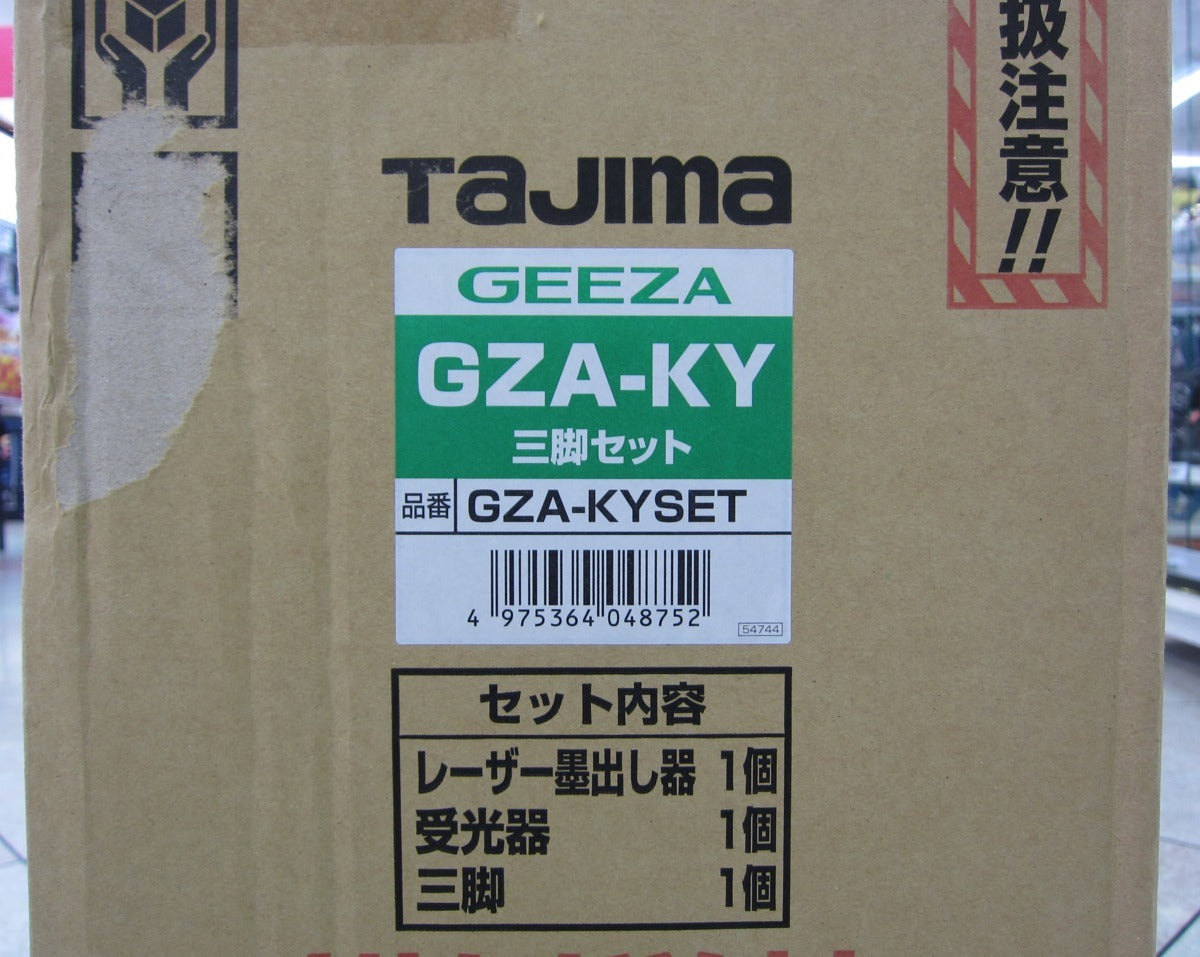 扱注意!!
Tajima
GEEZA
GZA-KY
三脚セット
品番 GZA-KYSET
4 975364 048752
54744
セット内容
レーザー墨出し器 1個
受光器 1個
三脚 1個